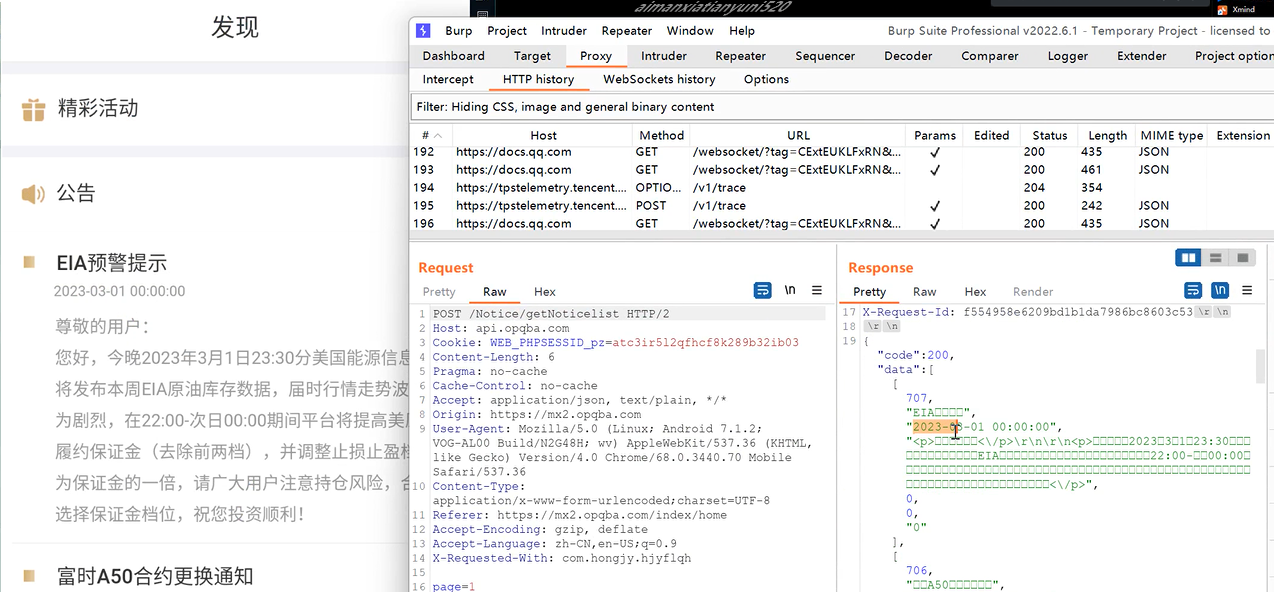 发现
精彩活动
公告
EIA预警提示
2023-03-01 00:00:00
尊敬的用户：
您好，今晚2023年3月1日23:30分美国能源信息
将发布本周EIA原油库存数据，届时行情走势波
为剧烈，在22:00-次日00:00期间平台将提高美
履约保证金（去除前两档），并调整止损止盈
为保证金的一倍，请广大用户注意持仓风险，
选择保证金档位，祝您投资顺利！
富时A50合约更换通知
aimanxiatianyuni520
Xmind
Burp Project Intruder Repeater Window Help Burp Suite Professional v2022.6.1 - Temporary Project - licensed to
Dashboard Target Proxy Intruder Repeater Sequencer Decoder Comparer Logger Extender Project option
Intercept HTTP history WebSockets history Options
Filter: Hiding CSS, image and general binary content
# Host Method URL Params Edited Status Length MIME type Extension
192 https://docs.qq.com GET /websocket/?tag=CExtEUKLFxRN&... ✓ 200 435 JSON
193 https://docs.qq.com GET /websocket/?tag=CExtEUKLFxRN&... ✓ 200 461 JSON
194 https://tpstelemetry.tencent.... OPTIO... /v1/trace 204 354
195 https://tpstelemetry.tencent.... POST /v1/trace ✓ 200 242 JSON
196 https://docs.qq.com GET /websocket/?tag=CExtEUKLFxRN&... ✓ 200 435 JSON
Request
Pretty Raw Hex \n
1 POST /Notice/getNoticelist HTTP/2
2 Host: api.opqba.com
3 Cookie: WEB_PHPSESSID_pz=atc3ir5l2qfhcf8k289b32ib03
4 Content-Length: 6
5 Pragma: no-cache
6 Cache-Control: no-cache
7 Accept: application/json, text/plain, */*
8 Origin: https://mx2.opqba.com
9 User-Agent: Mozilla/5.0 (Linux; Android 7.1.2;
VOG-AL00 Build/N2G48H; wv) AppleWebKit/537.36 (KHTML,
like Gecko) Version/4.0 Chrome/68.0.3440.70 Mobile
Safari/537.36
10 Content-Type:
application/x-www-form-urlencoded;charset=UTF-8
11 Referer: https://mx2.opqba.com/index/home
12 Accept-Encoding: gzip, deflate
13 Accept-Language: zh-CN,en-US;q=0.9
14 X-Requested-With: com.hongjy.hjyflqh
15
16 page=1
Response
Pretty Raw Hex Render \n
17 X-Request-Id: f554958e6209bd1b1da7986bc8603c53 \r \n
18 \r \n
19 {
"code":200,
"data":[
[
707,
"EIA□□□□",
"2023-03-01 00:00:00",
"<p>□□□□□□<\/p>\r\n\r\n<p>□□□□□2023□3□1□23:30□□□
□□□□□□□□□□EIA□□□□□□□□□□□□□□□□□□□□□22:00-□□00:00□□
□□□□□□□□□□□□□□□□□□□□□□□□□□□□□□□□□□□□□□□□□□□□□□□□□
□□□□□□□□□□□□□□□□□□□□<\/p>",
0,
0,
"0"
],
[
706,
"□□A50□□□□□□",